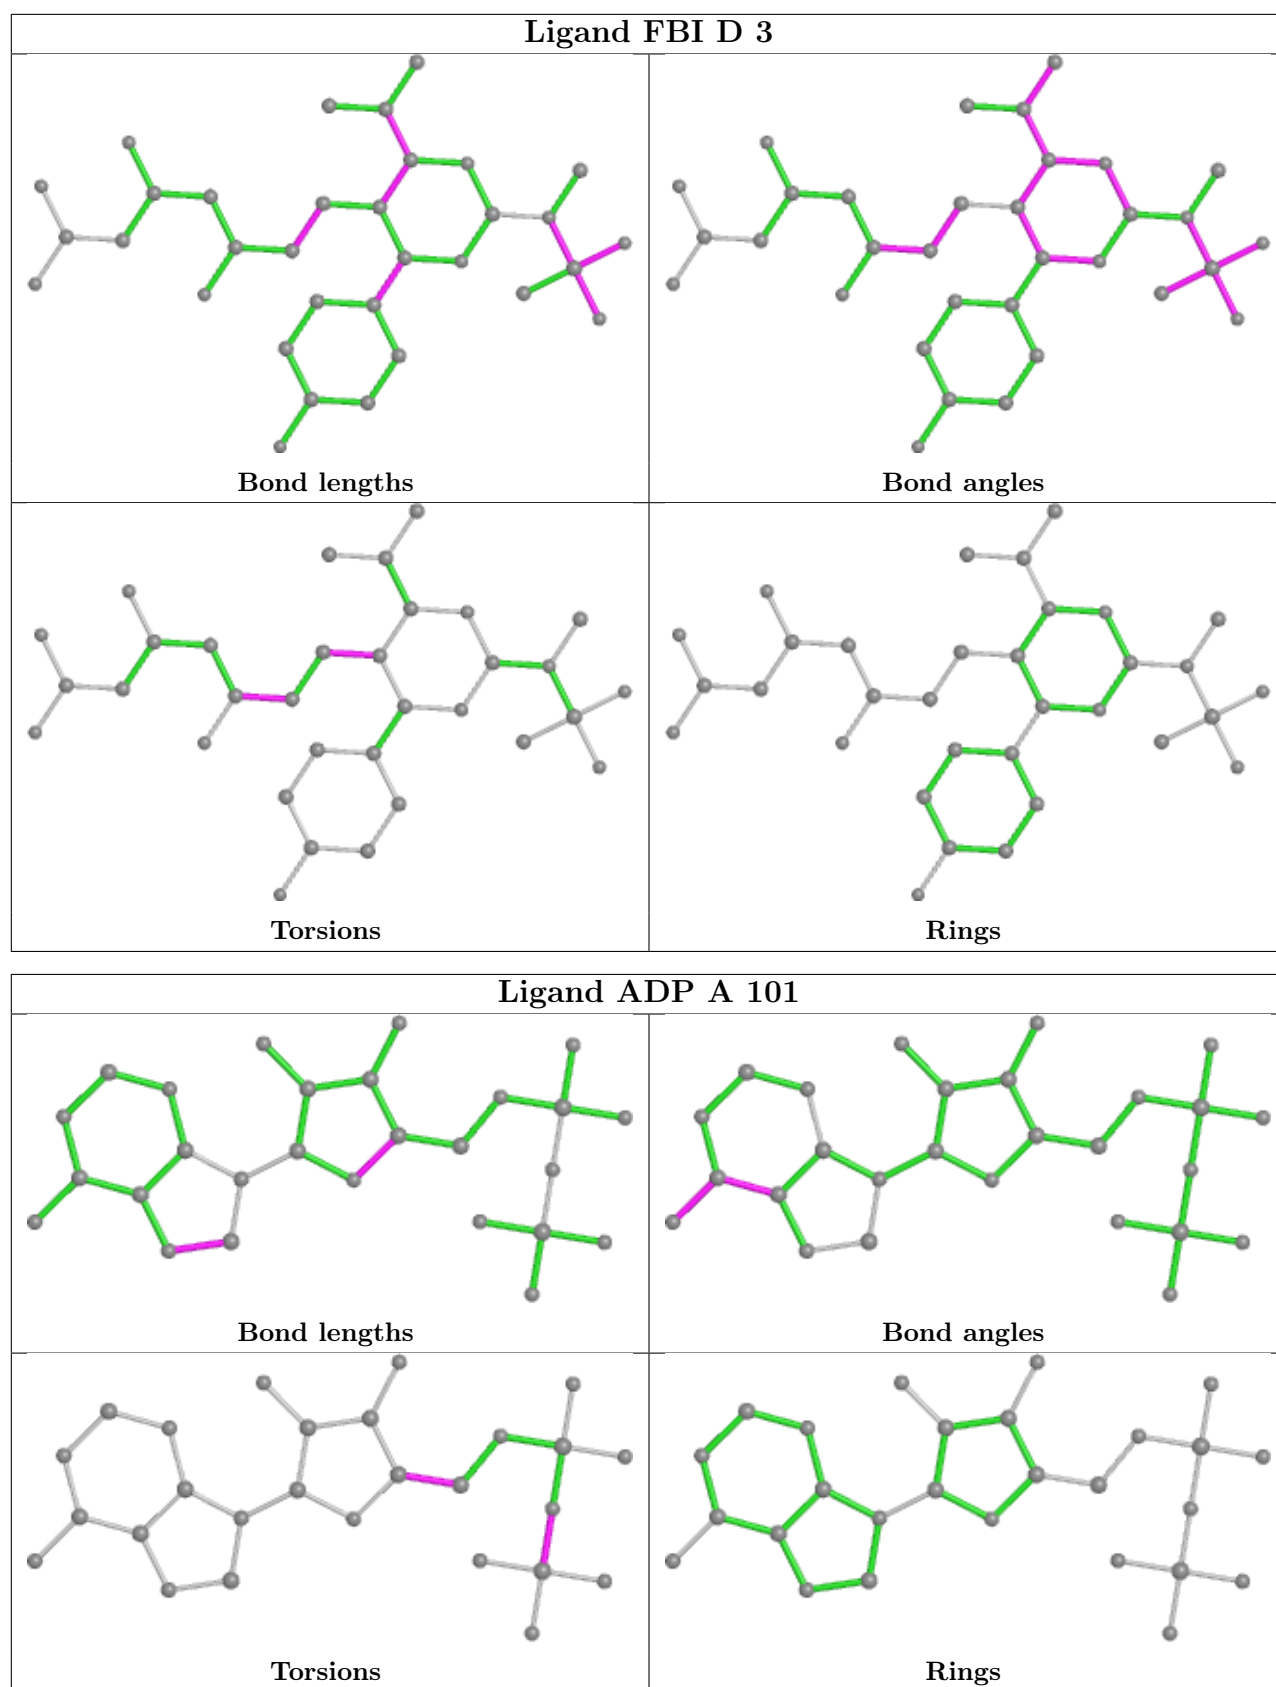 Ligand FBI D 3
Bond lengths
Bond angles
Torsions
Rings
Ligand ADP A 101
Bond lengths
Bond angles
Torsions
Rings